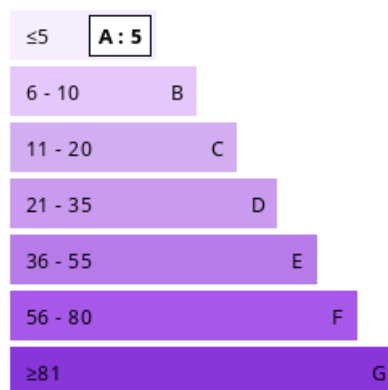 ≤5 A : 5
6 - 10 B
11 - 20 C
21 - 35 D
36 - 55 E
56 - 80 F
≥81 G